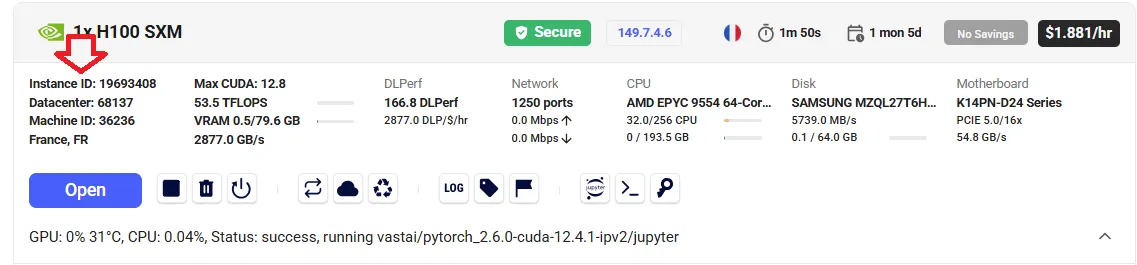 1x H100 SXM
Secure
149.7.4.6
1m 50s
1 mon 5d
No Savings
$1.881/hr
Instance ID: 19693408
Datacenter: 68137
Machine ID: 36236
France, FR
Max CUDA: 12.8
53.5 TFLOPS
VRAM 0.5/79.6 GB
2877.0 GB/s
DLPerf
166.8 DLPerf
2877.0 DLP/$/hr
Network
1250 ports
0.0 Mbps
0.0 Mbps
CPU
AMD EPYC 9554 64-Cor...
32.0/256 CPU
0 / 193.5 GB
Disk
SAMSUNG MZQL27T6H...
5739.0 MB/s
0.1 / 64.0 GB
Motherboard
K14PN-D24 Series
PCIE 5.0/16x
54.8 GB/s
Open
LOG
jupyter
GPU: 0% 31°C, CPU: 0.04%, Status: success, running vastai/pytorch_2.6.0-cuda-12.4.1-ipv2/jupyter